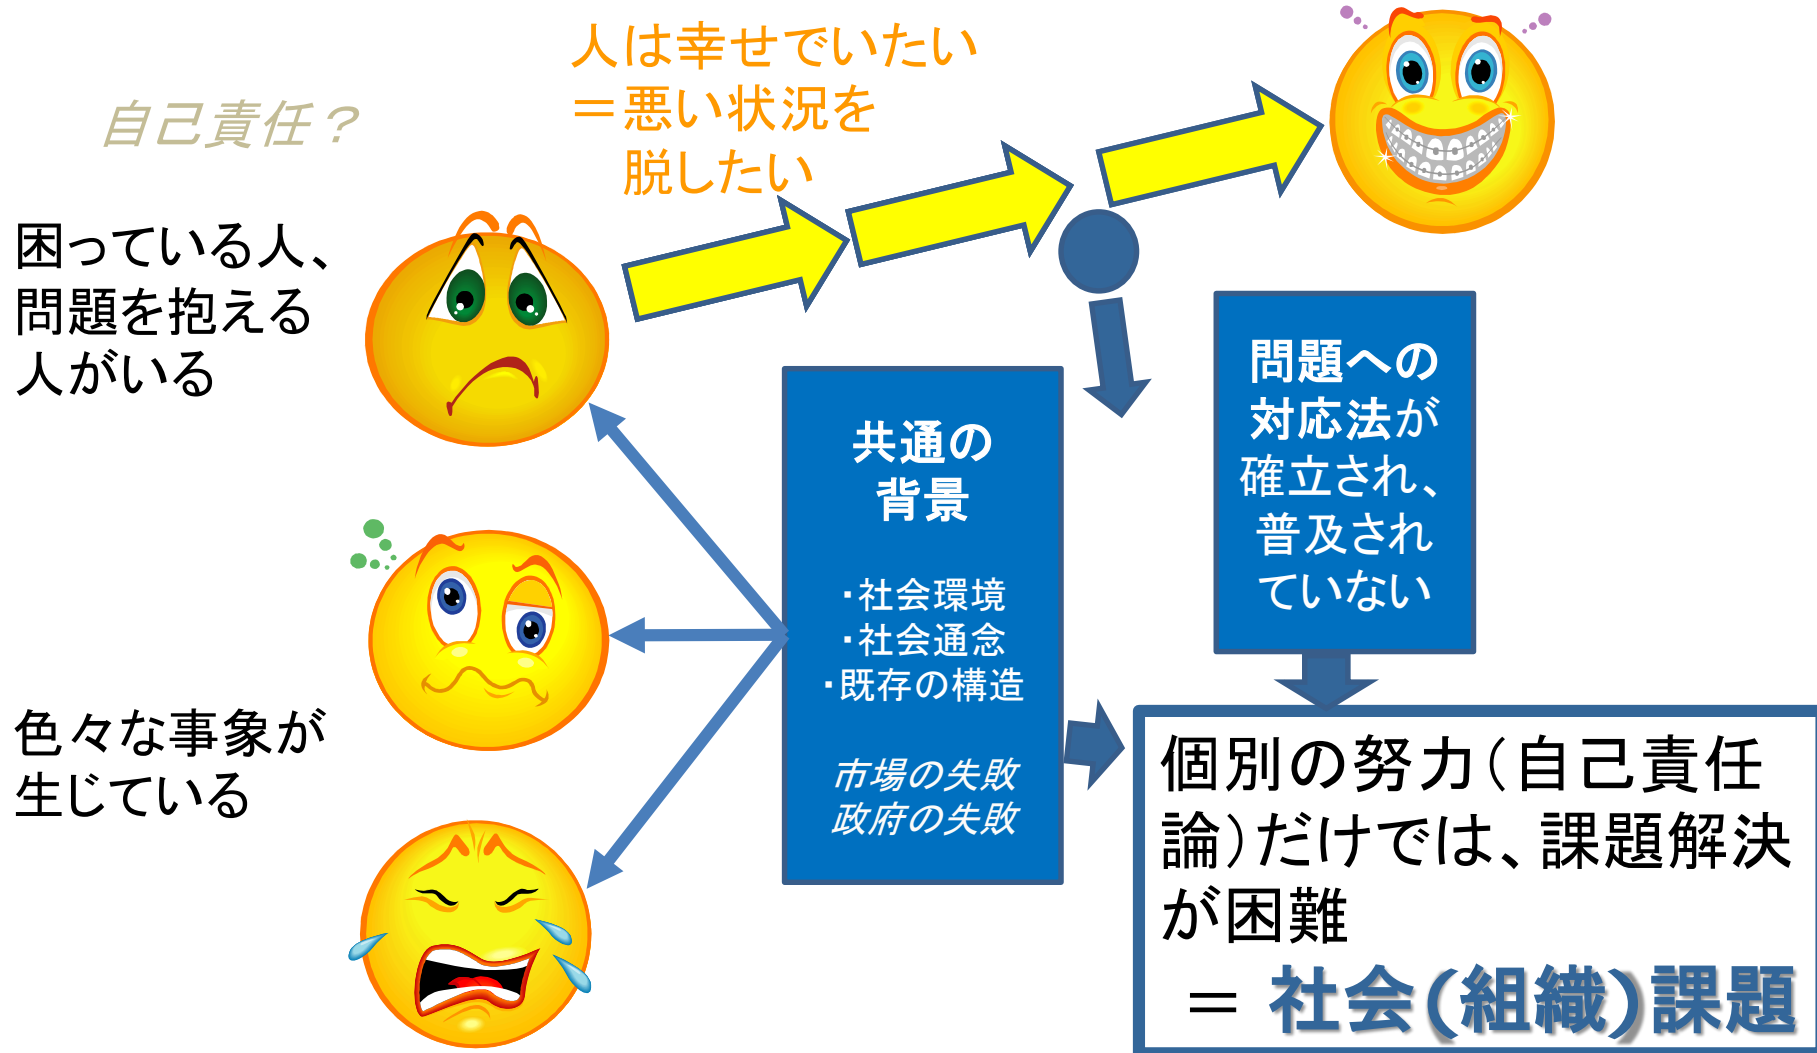 自己責任？
人は幸せでいたい
＝悪い状況を
脱したい
困っている人、
問題を抱える
人がいる
色々な事象が
生じている
共通の
背景
・社会環境
・社会通念
・既存の構造
市場の失敗
政府の失敗
問題への
対応法が
確立され、
普及され
ていない
個別の努力（自己責任
論）だけでは、課題解決
が困難
＝ 社会（組織）課題